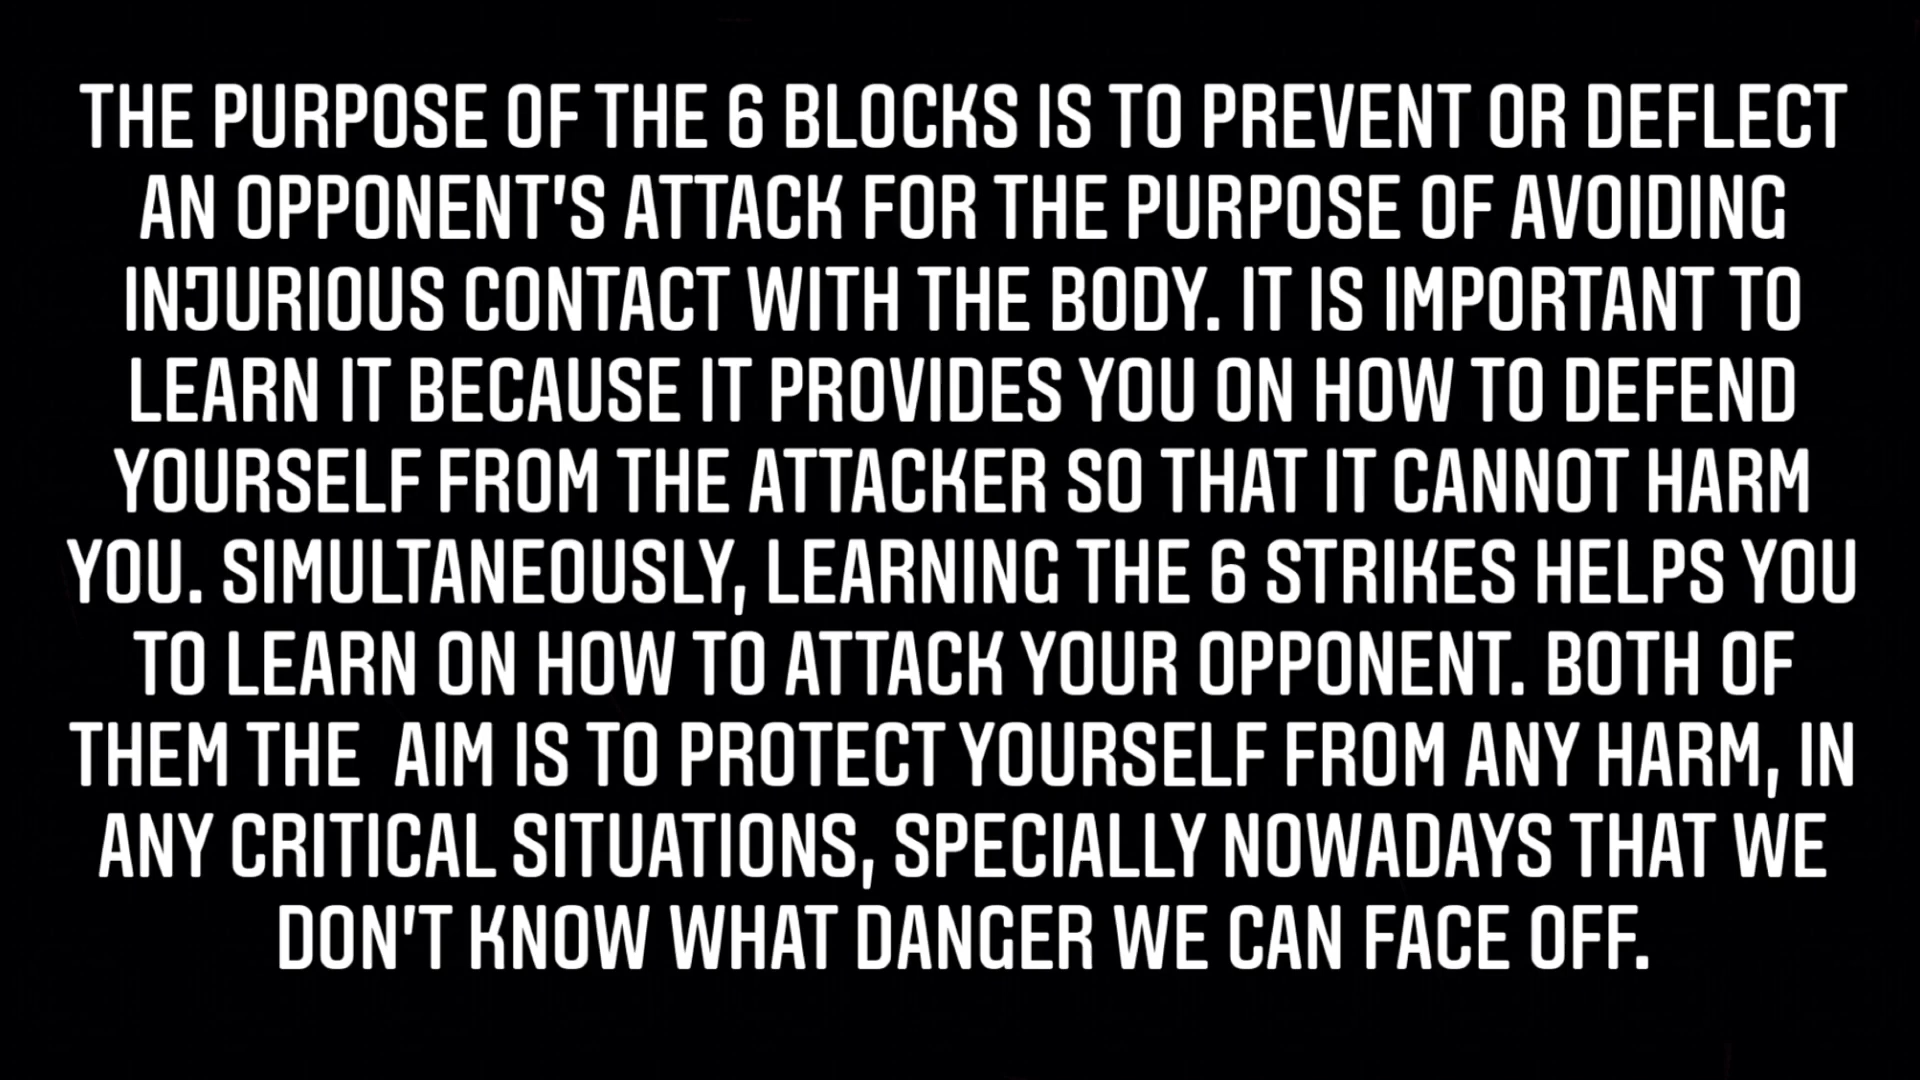 THE PURPOSE OF THE 6 BLOCKS IS TO PREVENT OR DEFLECT
AN OPPONENT'S ATTACK FOR THE PURPOSE OF AVOIDING
INJURIOUS CONTACT WITH THE BODY. IT IS IMPORTANT TO
LEARN IT BECAUSE IT PROVIDES YOU ON HOW TO DEFEND
YOURSELF FROM THE ATTACKER SO THAT IT CANNOT HARM
YOU. SIMULTANEOUSLY, LEARNING THE 6 STRIKES HELPS YOU
TO LEARN ON HOW TO ATTACK YOUR OPPONENT. BOTH OF
THEM THE  AIM IS TO PROTECT YOURSELF FROM ANY HARM, IN
ANY CRITICAL SITUATIONS, SPECIALLY NOWADAYS THAT WE
DON'T KNOW WHAT DANGER WE CAN FACE OFF.